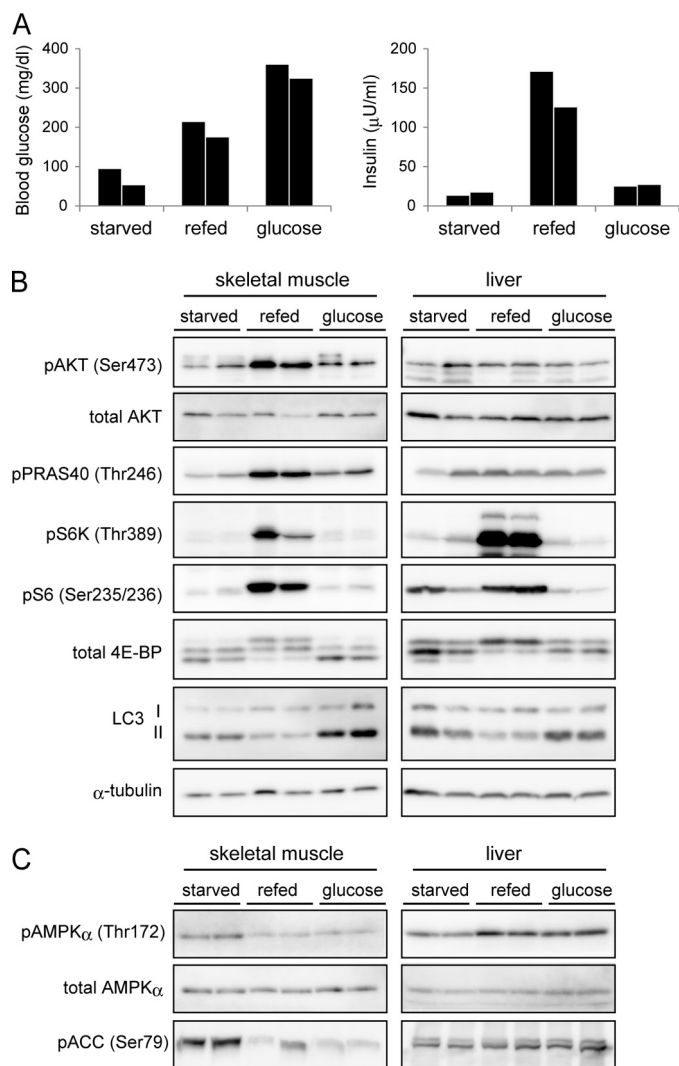 A
Blood glucose (mg/dl)
400
300
200
100
0
starved refed glucose
Insulin (μU/ml)
200
150
100
50
0
starved refed glucose
B
skeletal muscle liver
starved refed glucose starved refed glucose
pAKT (Ser473)
total AKT
pPRAS40 (Thr246)
pS6K (Thr389)
pS6 (Ser235/236)
total 4E-BP
LC3 I
II
α-tubulin
C
skeletal muscle liver
starved refed glucose starved refed glucose
pAMPKα (Thr172)
total AMPKα
pACC (Ser79)